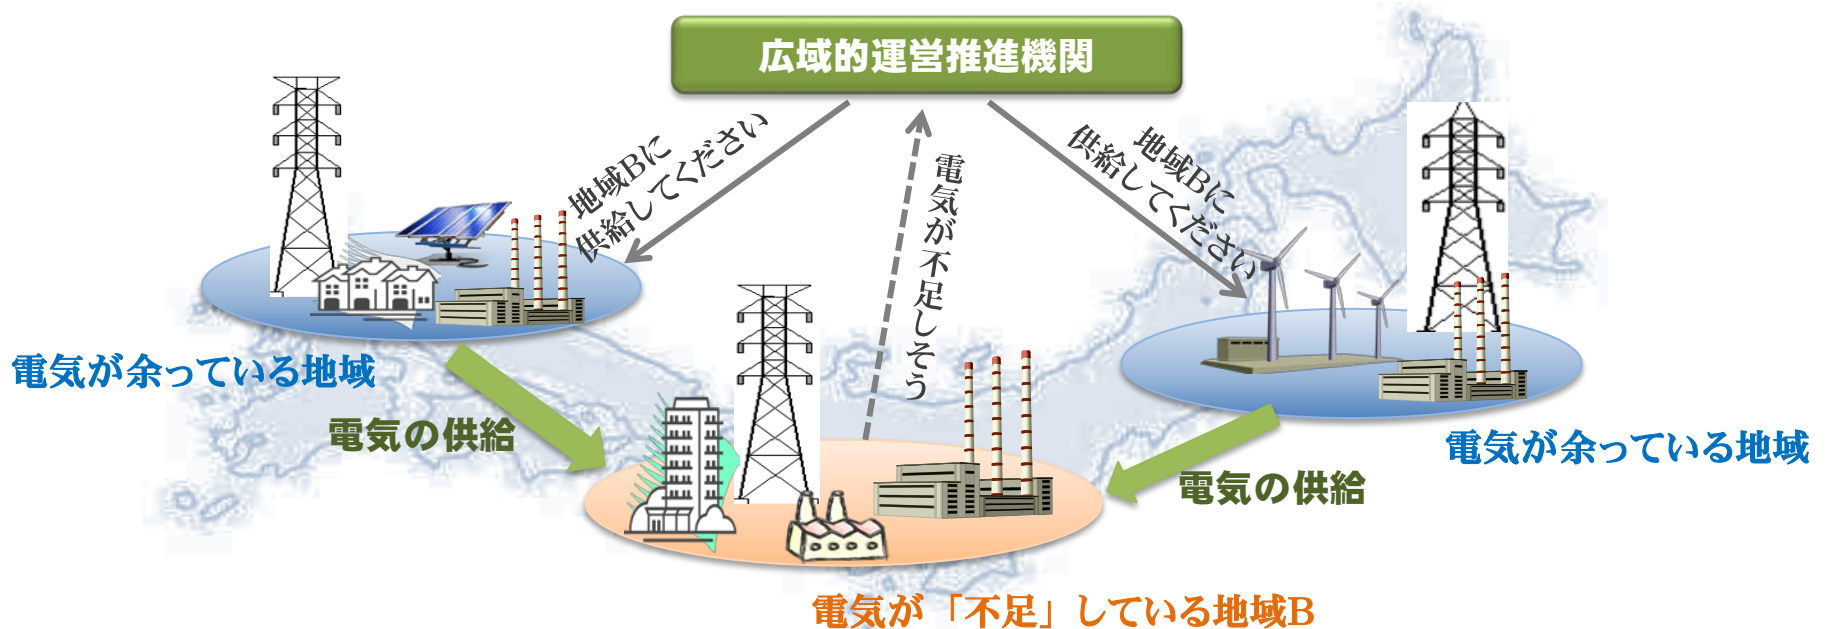 広域的運営推進機関
地域Bに
供給してください
電気が不足しそう
地域Bに
供給してください
電気が余っている地域
電気の供給
電気が余っている地域
電気の供給
電気が「不足」している地域B